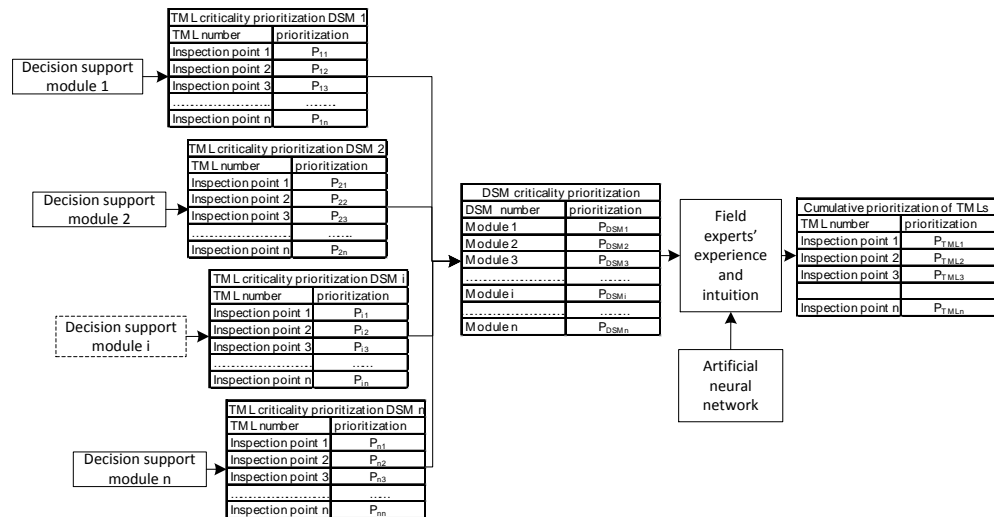 TML criticality prioritization DSM 1
TML number prioritization
Inspection point 1 P11
Inspection point 2 P12
Inspection point 3 P13
............................ ........
Inspection point n P1n
Decision support
module 1
TML criticality prioritization DSM 2
TML number prioritization
Inspection point 1 P21
Inspection point 2 P22
Inspection point 3 P23
............................ .......
Inspection point n P2n
Decision support
module 2
TML criticality prioritization DSM i
TML number prioritization
Inspection point 1 Pi1
Inspection point 2 Pi2
Inspection point 3 Pi3
............................ ......
Inspection point n Pin
Decision support
module i
TML criticality prioritization DSM n
TML number prioritization
Inspection point 1 Pn1
Inspection point 2 Pn2
Inspection point 3 Pn3
............................ ......
Inspection point n Pnn
Decision support
module n
DSM criticality prioritization
DSM number prioritization
Module 1 PDSM1
Module 2 PDSM2
Module 3 PDSM3
............................ ........
Module i PDSMi
............................ ........
Module n PDSMn
Field
experts’
experience
and
intuition
Artificial
neural
network
Cumulative prioritization of TMLs
TML number prioritization
Inspection point 1 PTML1
Inspection point 2 PTML2
Inspection point 3 PTML3
Inspection point n PTMLn